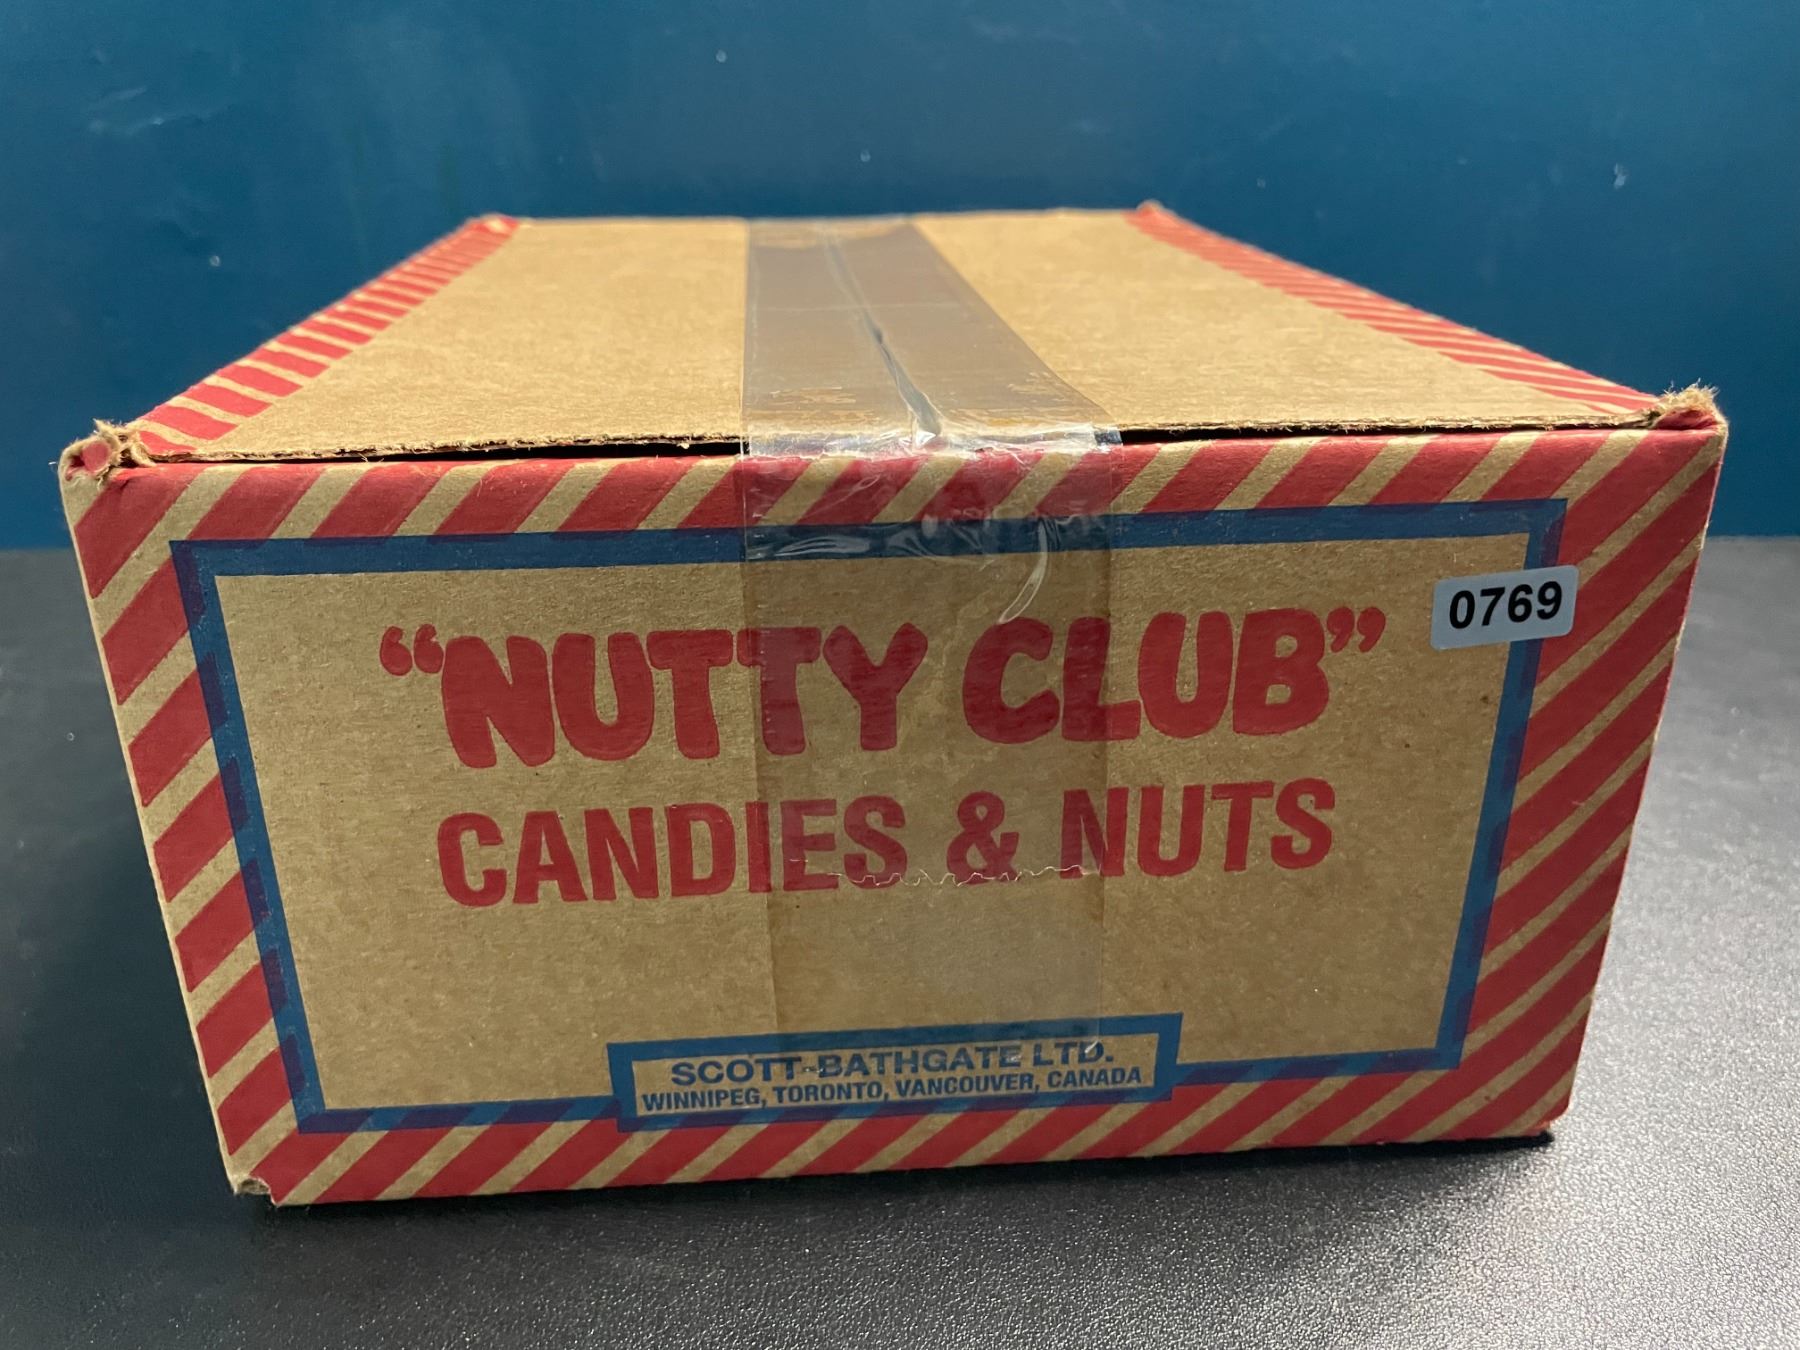 0769
“NUTTY CLUB”
CANDIES & NUTS
SCOTT-BATHGATE LTD.
WINNIPEG, TORONTO, VANCOUVER, CANADA